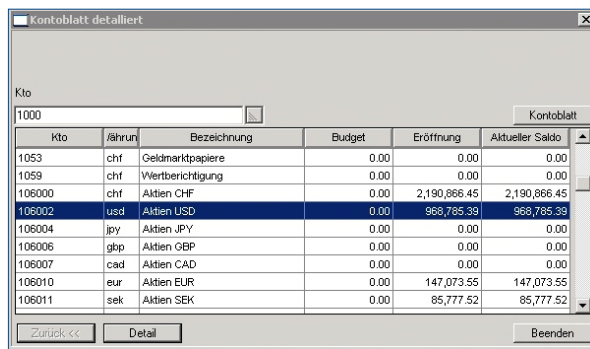 Kontoblatt detalliert
Kto
1000
Kontoblatt
Kto /ährun Bezeichnung Budget Eröffnung Aktueller Saldo
1053 chf Geldmarktpapiere 0.00 0.00 0.00
1059 chf Wertberichtigung 0.00 0.00 0.00
106000 chf Aktien CHF 0.00 2,190,866.45 2,190,866.45
106002 usd Aktien USD 0.00 968,785.39 968,785.39
106004 jpy Aktien JPY 0.00 0.00 0.00
106006 gbp Aktien GBP 0.00 0.00 0.00
106007 cad Aktien CAD 0.00 0.00 0.00
106010 eur Aktien EUR 0.00 147,073.55 147,073.55
106011 sek Aktien SEK 0.00 85,777.52 85,777.52
Zurück << Detail Beenden